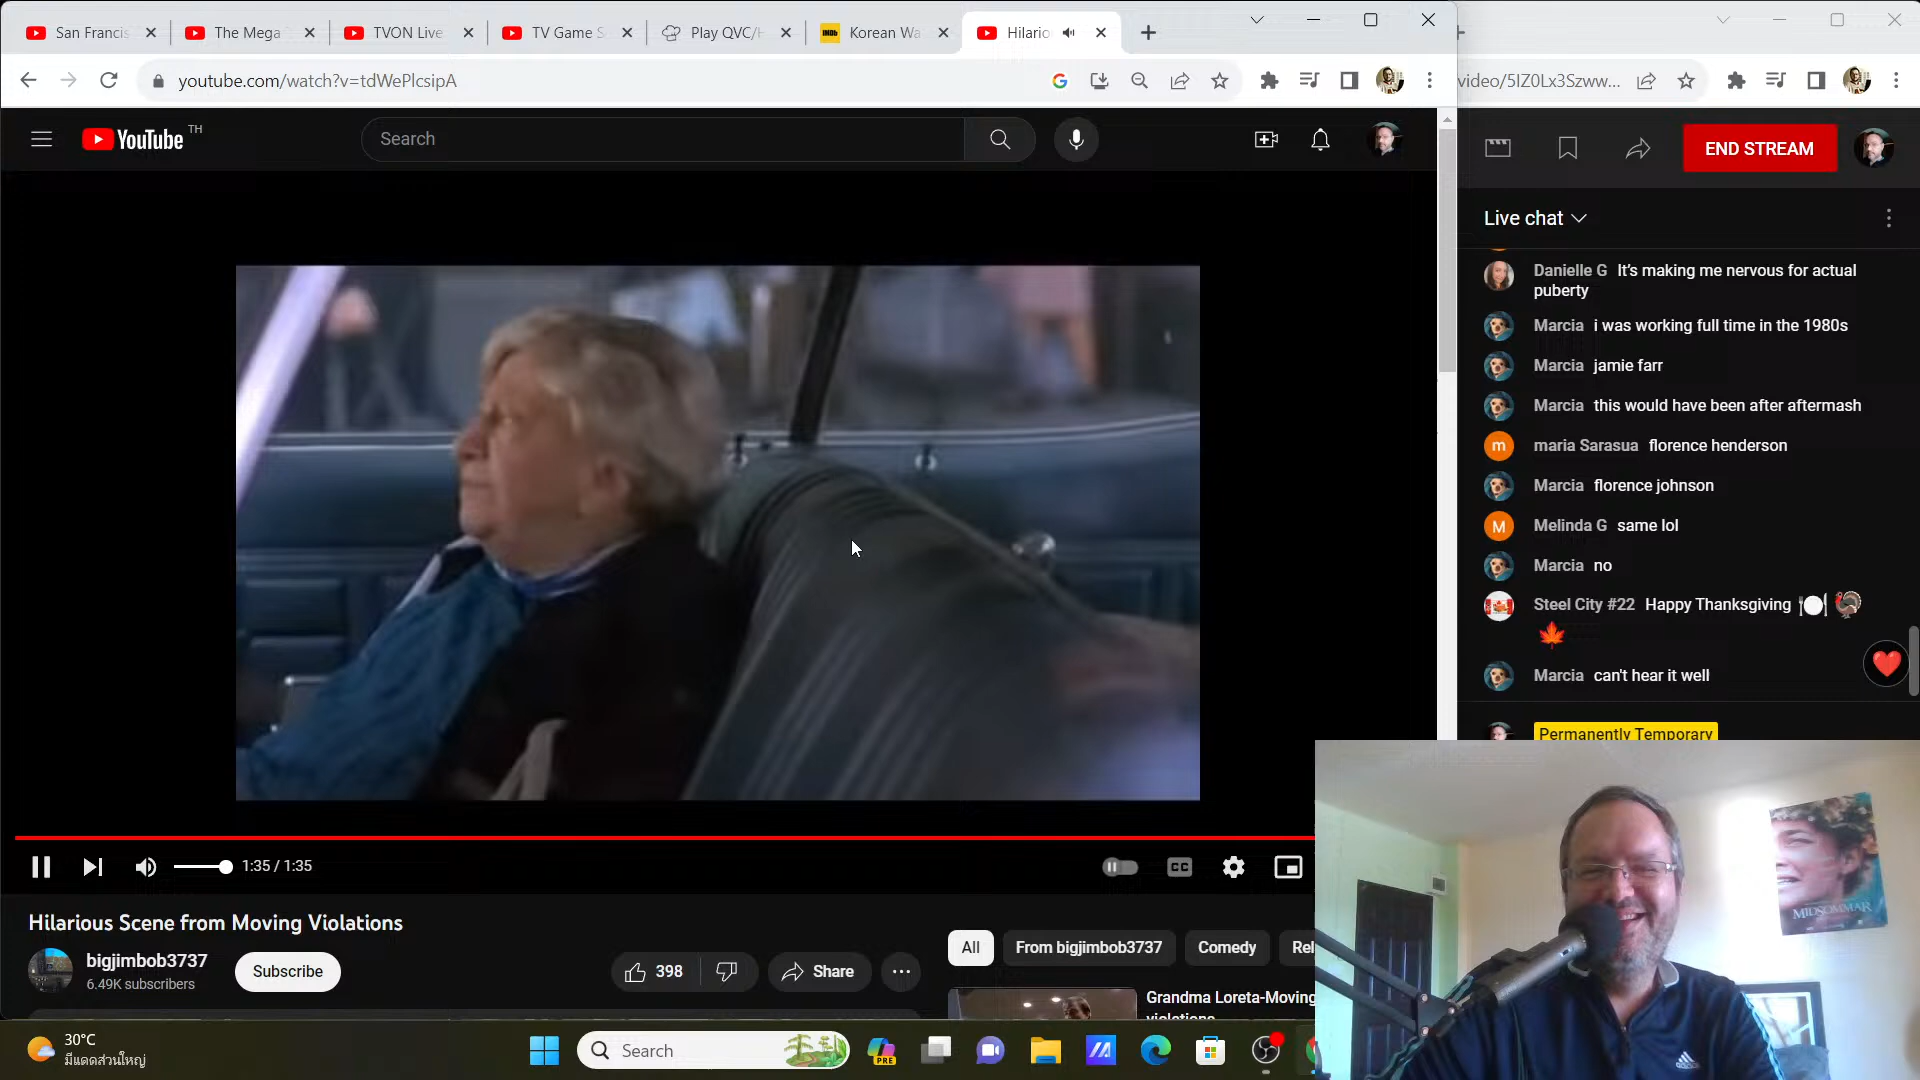 San Francis
The Mega
TVON Live
TV Game S
Play QVC/H
IMDb
Korean Wa
Hilario
youtube.com/watch?v=tdWePlcsipA
video/5IZ0Lx3Szww...
YouTube TH
Search
END STREAM
Live chat
Danielle G It's making me nervous for actual
puberty
Marcia i was working full time in the 1980s
Marcia jamie farr
Marcia this would have been after aftermash
m
maria Sarasua florence henderson
Marcia florence johnson
M
Melinda G same lol
Marcia no
Steel City #22 Happy Thanksgiving
Marcia can't hear it well
Permanently Temporary
MIDSOMMAR
1:35 / 1:35
CC
Hilarious Scene from Moving Violations
bigjimbob3737
6.49K subscribers
Subscribe
398
Share
All
From bigjimbob3737
Comedy
Rel
Grandma Loreta-Moving
violations
30°C
มีแดดส่วนใหญ่
Search
PRE